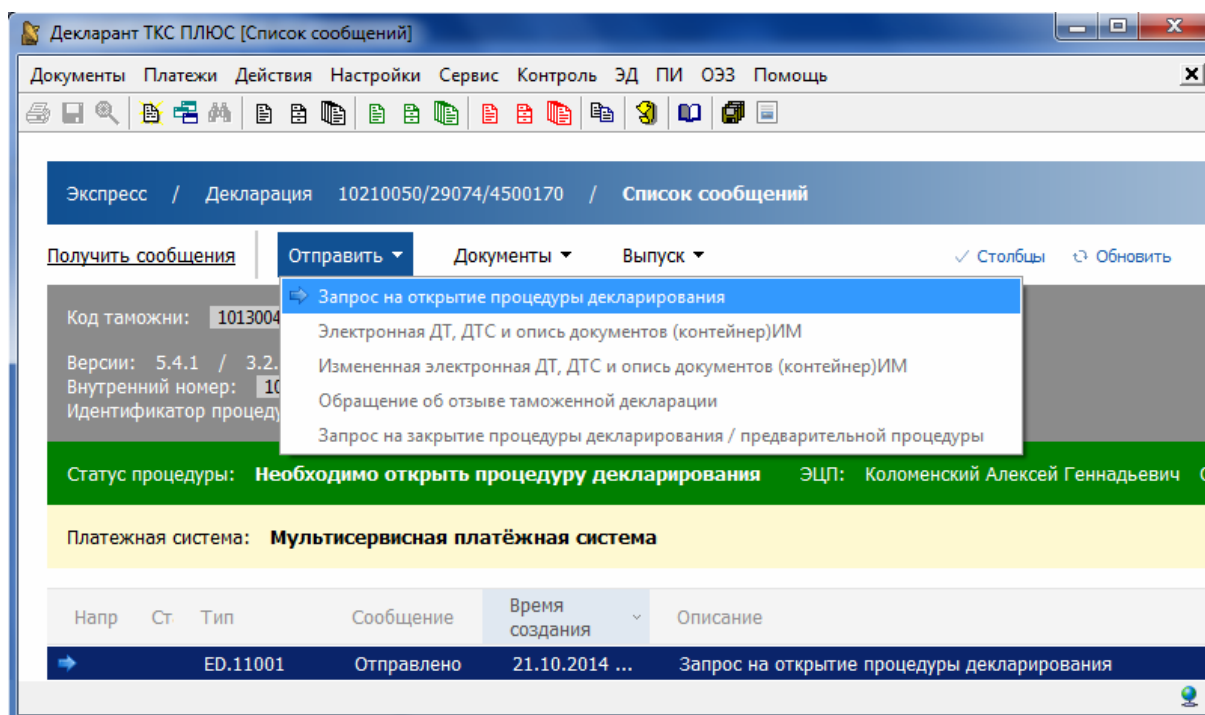 Декларант ТКС ПЛЮС [Список сообщений]
Документы Платежи Действия Настройки Сервис Контроль ЭД ПИ ОЭЗ Помощь
Экспресс / Декларация 10210050/29074/4500170 / Список сообщений
Получить сообщения Отправить Документы Выпуск Столбцы Обновить
Запрос на открытие процедуры декларирования
Код таможни: 1013004
Электронная ДТ, ДТС и опись документов (контейнер)ИМ
Версии: 5.4.1 / 3.2.
Измененная электронная ДТ, ДТС и опись документов (контейнер)ИМ
Внутренний номер: 10
Обращение об отзыве таможенной декларации
Идентификатор процеду
Запрос на закрытие процедуры декларирования / предварительной процедуры
Статус процедуры: Необходимо открыть процедуру декларирования ЭЦП: Коломенский Алексей Геннадьевич
Платежная система: Мультисервисная платёжная система
Напр Ст Тип Сообщение Время создания Описание
ED.11001 Отправлено 21.10.2014 ... Запрос на открытие процедуры декларирования